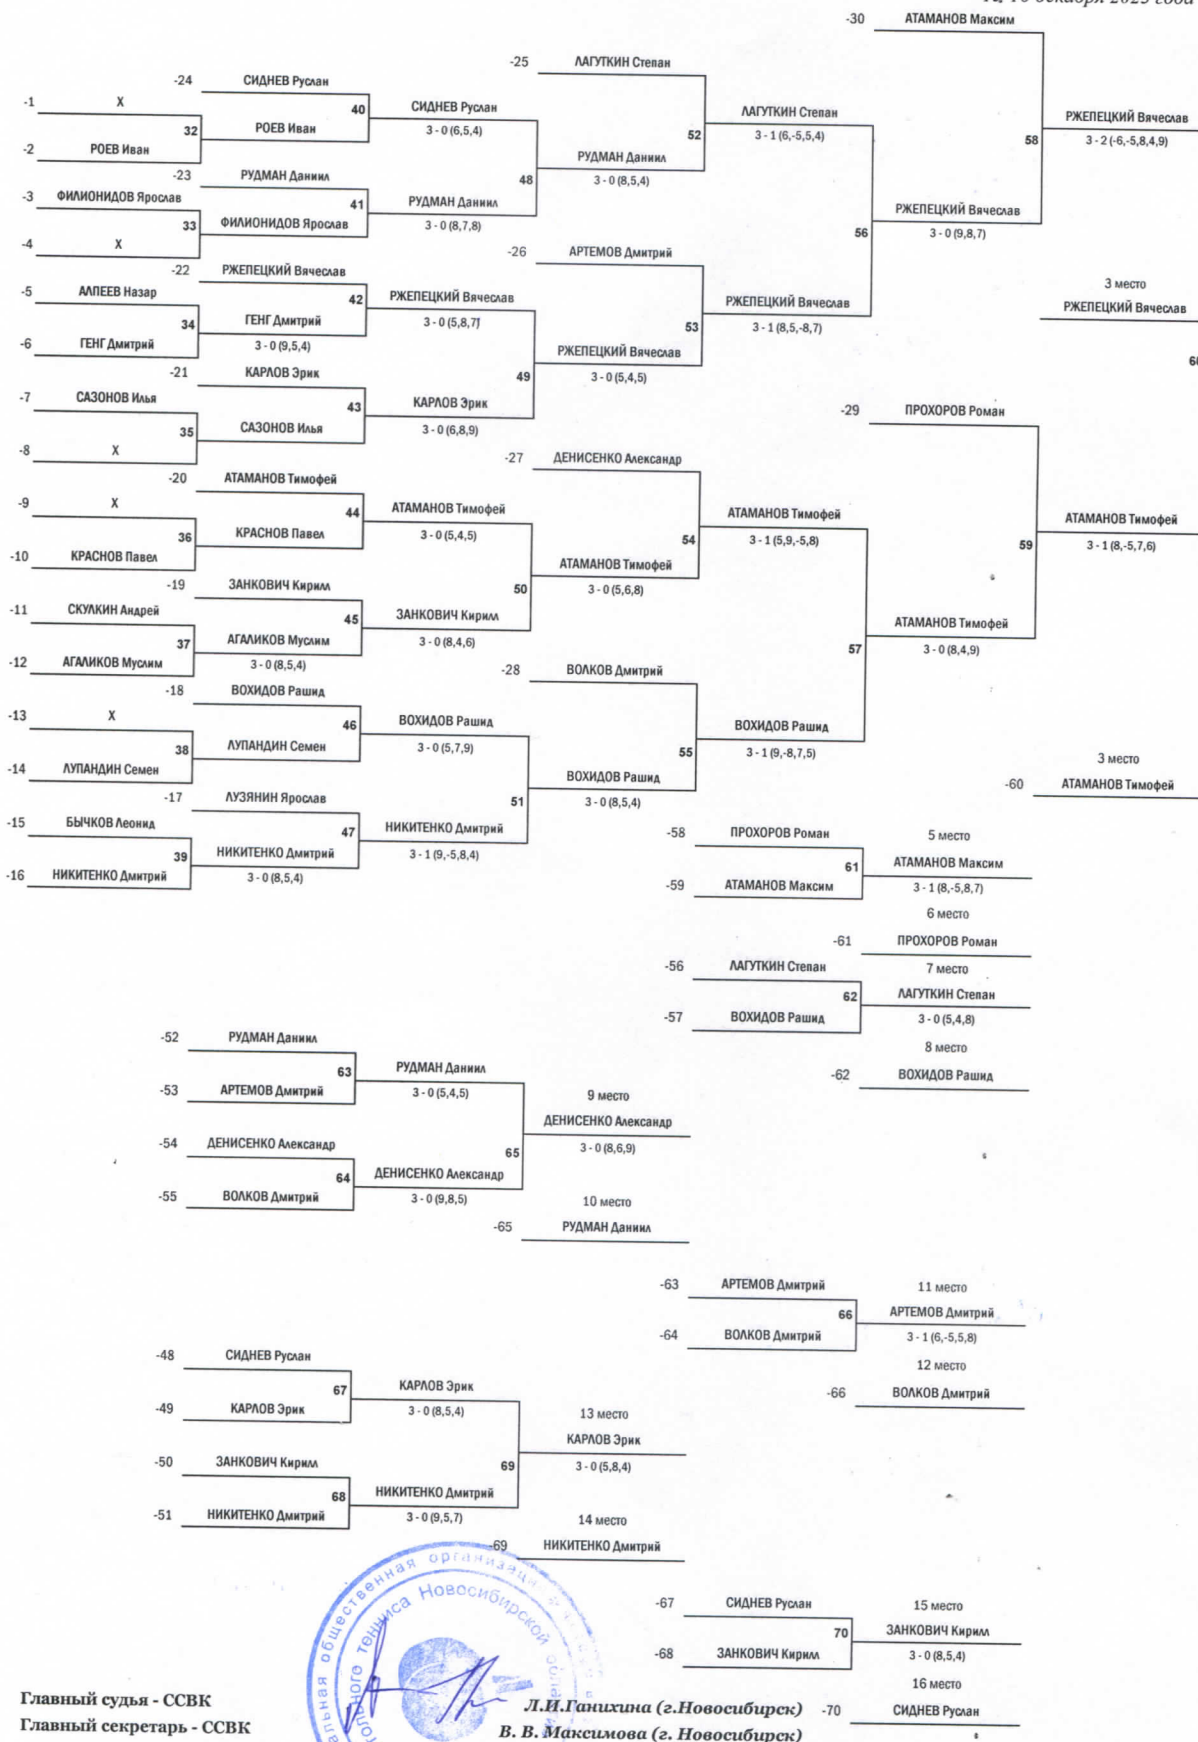 16 декабря 2023 года
-30 АТАМАНОВ Максим
-25 ЛАГУТКИН Степан
-24 СИДНЕВ Руслан
-1 X
40 СИДНЕВ Руслан
ЛАГУТКИН Степан
РЖЕПЕЦКИЙ Вячеслав
32 РОЕВ Иван
3 - 0 (6,5,4)
52 3 - 1 (6,-5,5,4)
58 3 - 2 (-6,-5,8,4,9)
-2 РОЕВ Иван
РУДМАН Даниил
-23 РУДМАН Даниил
48 3 - 0 (8,5,4)
-3 ФИЛИОНИДОВ Ярослав
41 РУДМАН Даниил
РЖЕПЕЦКИЙ Вячеслав
33 ФИЛИОНИДОВ Ярослав
3 - 0 (8,7,8)
56 3 - 0 (9,8,7)
-4 X
-26 АРТЕМОВ Дмитрий
-22 РЖЕПЕЦКИЙ Вячеслав
3 место
-5 АЛПЕЕВ Назар
42 РЖЕПЕЦКИЙ Вячеслав
РЖЕПЕЦКИЙ Вячеслав
РЖЕПЕЦКИЙ Вячеслав
34 ГЕНГ Дмитрий
3 - 0 (5,8,7)
53 3 - 1 (8,5,-8,7)
-6 ГЕНГ Дмитрий
3 - 0 (9,5,4)
РЖЕПЕЦКИЙ Вячеслав
-21 КАРЛОВ Эрик
49 3 - 0 (5,4,5)
-7 САЗОНОВ Илья
43 КАРЛОВ Эрик
-29 ПРОХОРОВ Роман
35 САЗОНОВ Илья
3 - 0 (6,8,9)
-8 X
-27 ДЕНИСЕНКО Александр
-20 АТАМАНОВ Тимофей
-9 X
44 АТАМАНОВ Тимофей
АТАМАНОВ Тимофей
АТАМАНОВ Тимофей
36 КРАСНОВ Павел
3 - 0 (5,4,5)
54 3 - 1 (5,9,-5,8)
59 3 - 1 (8,-5,7,6)
-10 КРАСНОВ Павел
АТАМАНОВ Тимофей
-19 ЗАНКОВИЧ Кирилл
50 3 - 0 (5,6,8)
-11 СКУЛКИН Андрей
45 ЗАНКОВИЧ Кирилл
АТАМАНОВ Тимофей
37 АГАЛИКОВ Муслим
3 - 0 (8,4,6)
57 3 - 0 (8,4,9)
-12 АГАЛИКОВ Муслим
3 - 0 (8,5,4)
-28 ВОЛКОВ Дмитрий
-18 ВОХИДОВ Рашид
-13 X
46 ВОХИДОВ Рашид
ВОХИДОВ Рашид
38 ЛУПАНДИН Семен
3 - 0 (5,7,9)
55 3 - 1 (9,-8,7,5)
-14 ЛУПАНДИН Семен
ВОХИДОВ Рашид
3 место
-17 ЛУЗЯНИН Ярослав
51 3 - 0 (8,5,4)
-60 АТАМАНОВ Тимофей
-15 БЫЧКОВ Леонид
47 НИКИТЕНКО Дмитрий
-58 ПРОХОРОВ Роман
5 место
39 НИКИТЕНКО Дмитрий
3 - 1 (9,-5,8,4)
61 АТАМАНОВ Максим
-16 НИКИТЕНКО Дмитрий
3 - 0 (8,5,4)
-59 АТАМАНОВ Максим
3 - 1 (8,-5,8,7)
6 место
-61 ПРОХОРОВ Роман
-56 ЛАГУТКИН Степан
7 место
62 ЛАГУТКИН Степан
-57 ВОХИДОВ Рашид
3 - 0 (5,4,8)
8 место
-62 ВОХИДОВ Рашид
-52 РУДМАН Даниил
63 РУДМАН Даниил
-53 АРТЕМОВ Дмитрий
3 - 0 (5,4,5)
9 место
ДЕНИСЕНКО Александр
-54 ДЕНИСЕНКО Александр
65 3 - 0 (8,6,9)
64 ДЕНИСЕНКО Александр
-55 ВОЛКОВ Дмитрий
3 - 0 (9,8,5)
10 место
-65 РУДМАН Даниил
-63 АРТЕМОВ Дмитрий
11 место
66 АРТЕМОВ Дмитрий
-64 ВОЛКОВ Дмитрий
3 - 1 (6,-5,5,8)
12 место
-66 ВОЛКОВ Дмитрий
-48 СИДНЕВ Руслан
67 КАРЛОВ Эрик
-49 КАРЛОВ Эрик
3 - 0 (8,5,4)
13 место
КАРЛОВ Эрик
-50 ЗАНКОВИЧ Кирилл
69 3 - 0 (5,8,4)
68 НИКИТЕНКО Дмитрий
-51 НИКИТЕНКО Дмитрий
3 - 0 (9,5,7)
14 место
-69 НИКИТЕНКО Дмитрий
-67 СИДНЕВ Руслан
15 место
70 ЗАНКОВИЧ Кирилл
-68 ЗАНКОВИЧ Кирилл
3 - 0 (8,5,4)
16 место
-70 СИДНЕВ Руслан
общественная
тенниса Новосибирской
Главный судья - ССВК
Л.И.Ганихина (г.Новосибирск)
Главный секретарь - ССВК
В. В. Максимова (г. Новосибирск)